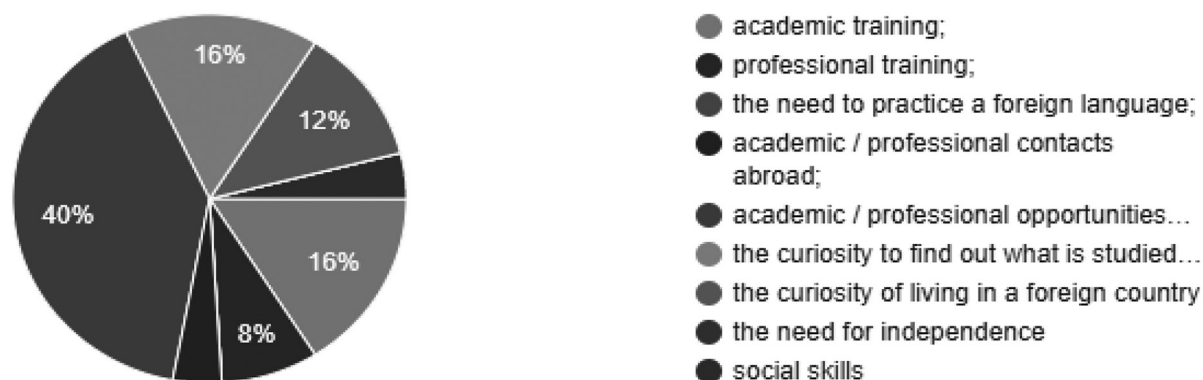 16%
12%
40%
16%
8%
academic training;
professional training;
the need to practice a foreign language;
academic / professional contacts
abroad;
academic / professional opportunities…
the curiosity to find out what is studied…
the curiosity of living in a foreign country
the need for independence
social skills